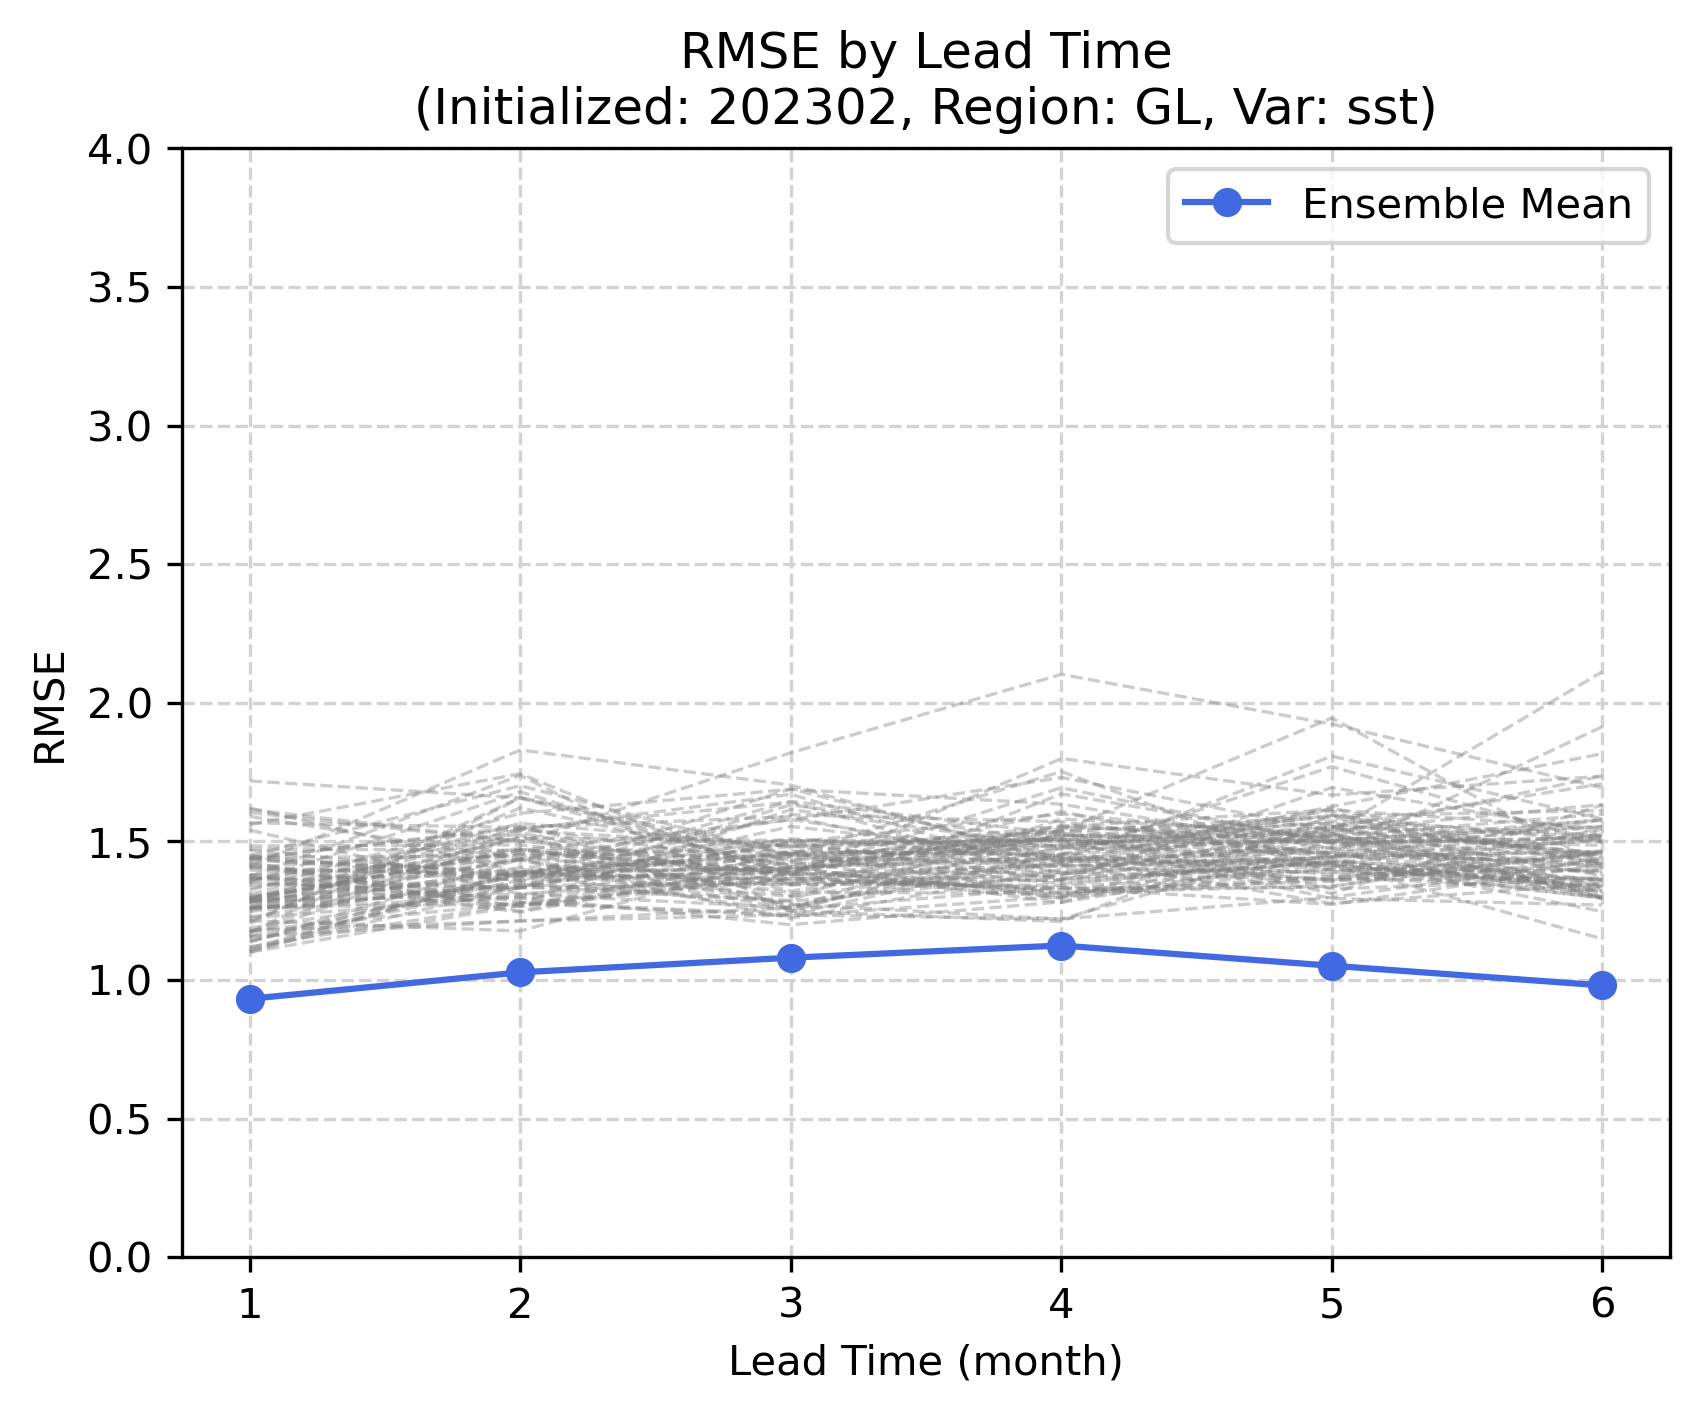 RMSE by Lead Time
(Initialized: 202302, Region: GL, Var: sst)
Ensemble Mean
4.0
3.5
3.0
2.5
2.0
1.5
1.0
0.5
0.0
RMSE
1 2 3 4 5 6
Lead Time (month)